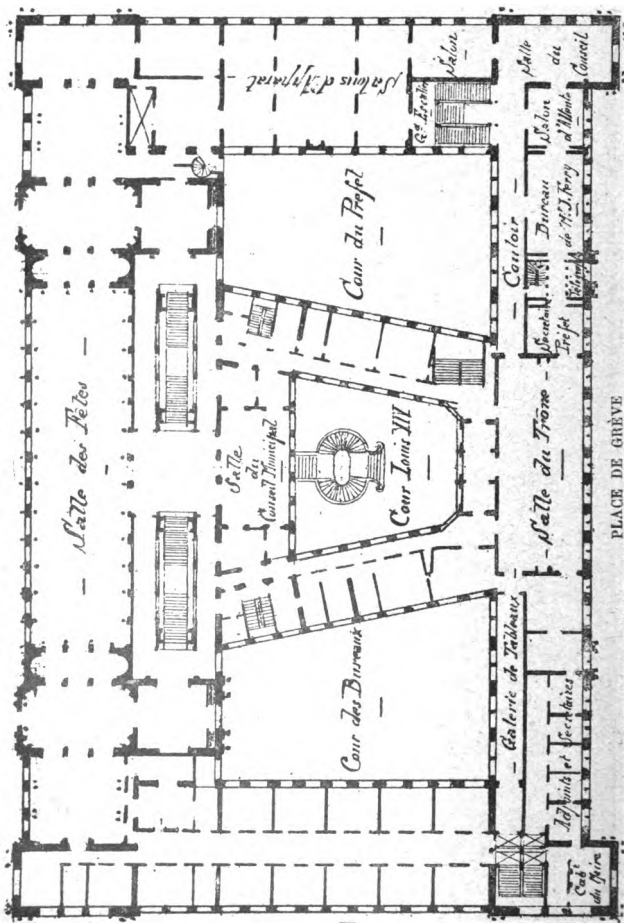 Salle des Fêtes
Salons d'Apparat
Salle
du
Conseil Municipal
Cour des Bureaux
Cour Louis XIV
Cour du Préfet
Gd. Escalier
Salon
Galerie de Tableaux
Couloir
Salle
du
Conseil
Salon
d'Attente
Bureau
de Mr. J. Ferry
Secrétaire
Préfet
Salle du Trône
Adjoints et Secrétaires
Cabt.
du Maire
PLACE DE GRÈVE